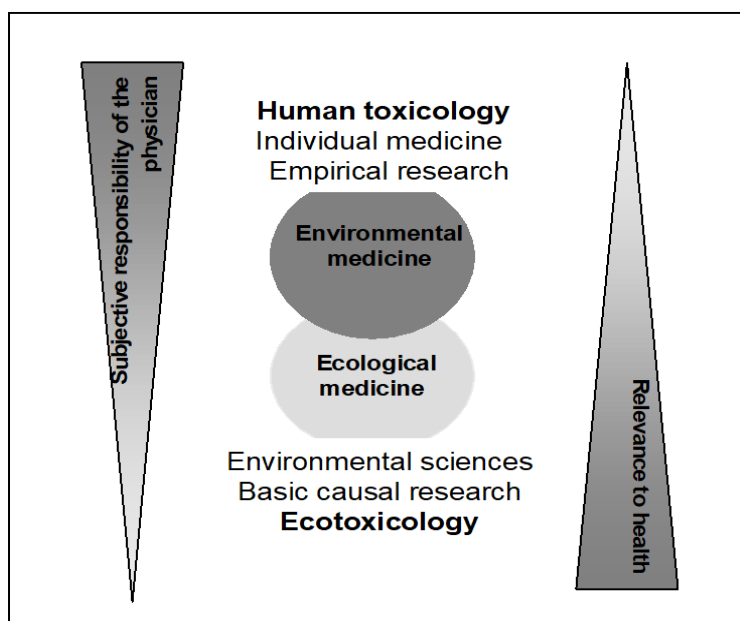 Subjective responsibility of the
physician
Human toxicology
Individual medicine
Empirical research
Environmental
medicine
Ecological
medicine
Environmental sciences
Basic causal research
Ecotoxicology
Relevance to health